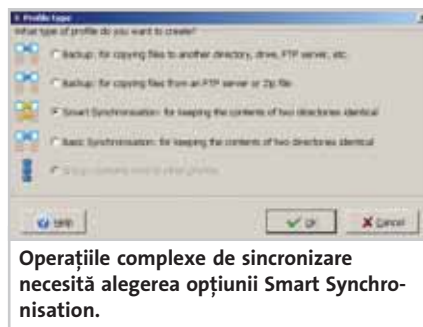 Profile type
What type of profile do you want to create?
Backup: for copying files to another directory, drive, FTP server, etc.
Backup: for copying files from an FTP server or Zip file
Smart Synchronisation: for keeping the contents of two directories identical
Basic Synchronisation: for keeping the contents of two directories identical
Help
OK
Cancel
Operațiile complexe de sincronizare
necesită alegerea opțiunii Smart Synchro-
nisation.